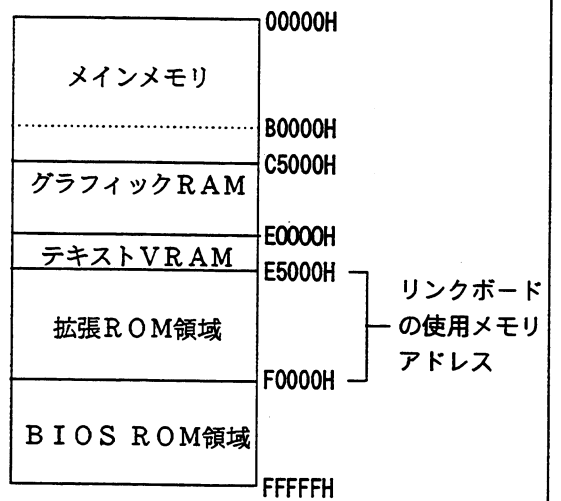 00000H
メインメモリ
B0000H
C5000H
グラフィックRAM
E0000H
テキストVRAM
E5000H
リンクボード
の使用メモリ
アドレス
拡張ROM領域
F0000H
BIOS ROM領域
FFFFFH